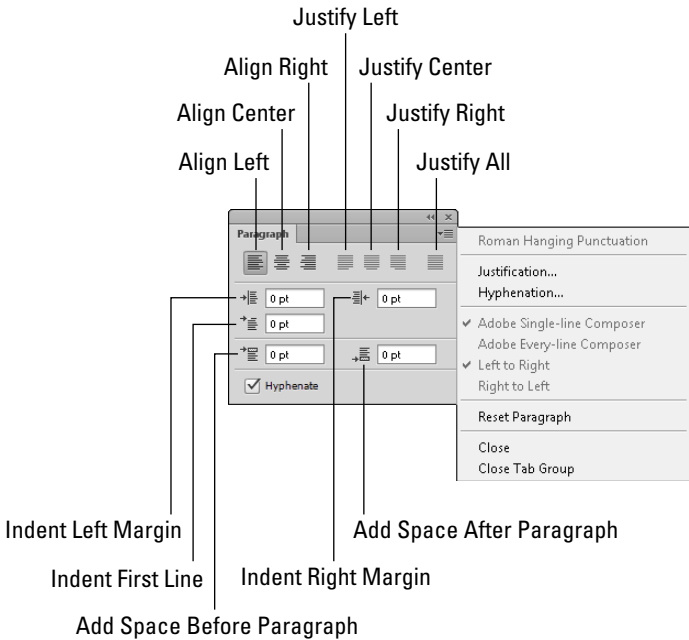 Justify Left
Align Right Justify Center
Align Center Justify Right
Align Left Justify All
Paragraph
Roman Hanging Punctuation
Justification...
Hyphenation...
0 pt 0 pt
0 pt
0 pt 0 pt
Hyphenate
Adobe Single-line Composer
Adobe Every-line Composer
Left to Right
Right to Left
Reset Paragraph
Close
Close Tab Group
Indent Left Margin Add Space After Paragraph
Indent First Line Indent Right Margin
Add Space Before Paragraph